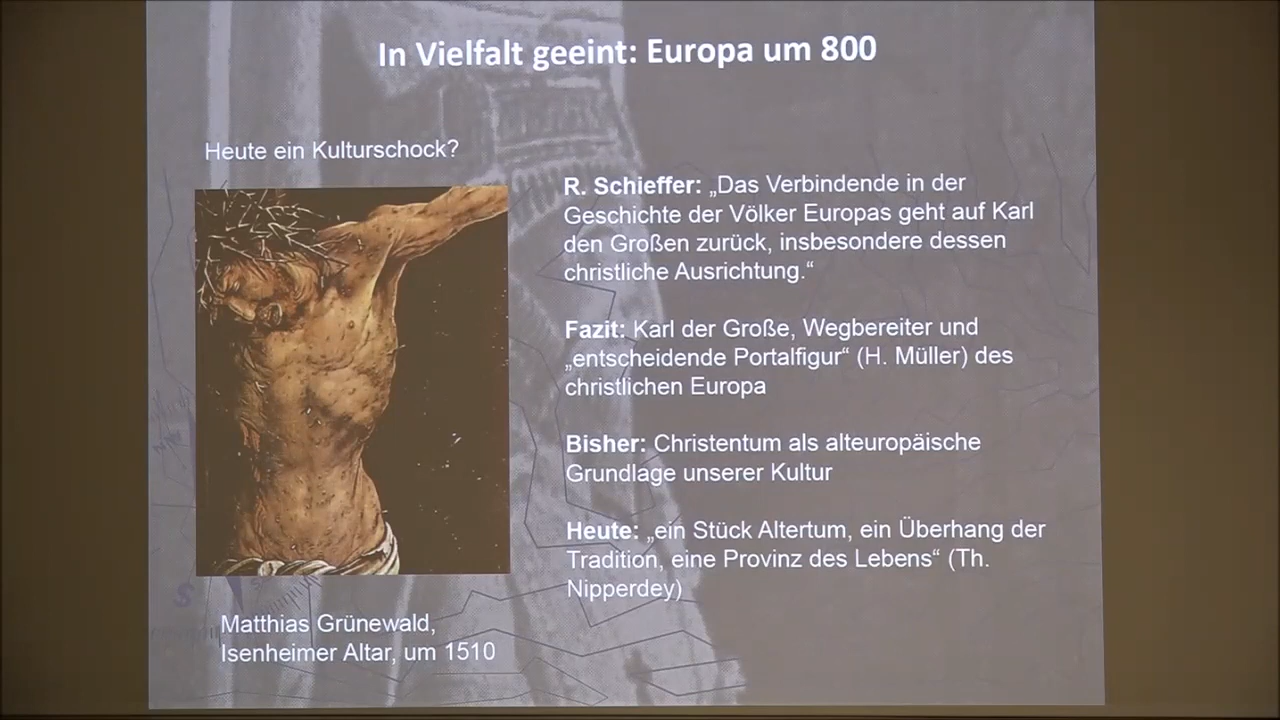 In Vielfalt geeint: Europa um 800
Heute ein Kulturschock?
R. Schieffer: „Das Verbindende in der
Geschichte der Völker Europas geht auf Karl
den Großen zurück, insbesondere dessen
christliche Ausrichtung.“
Fazit: Karl der Große, Wegbereiter und
„entscheidende Portalfigur“ (H. Müller) des
christlichen Europa
Bisher: Christentum als alteuropäische
Grundlage unserer Kultur
Heute: „ein Stück Altertum, ein Überhang der
Tradition, eine Provinz des Lebens“ (Th.
Nipperdey)
Matthias Grünewald,
Isenheimer Altar, um 1510